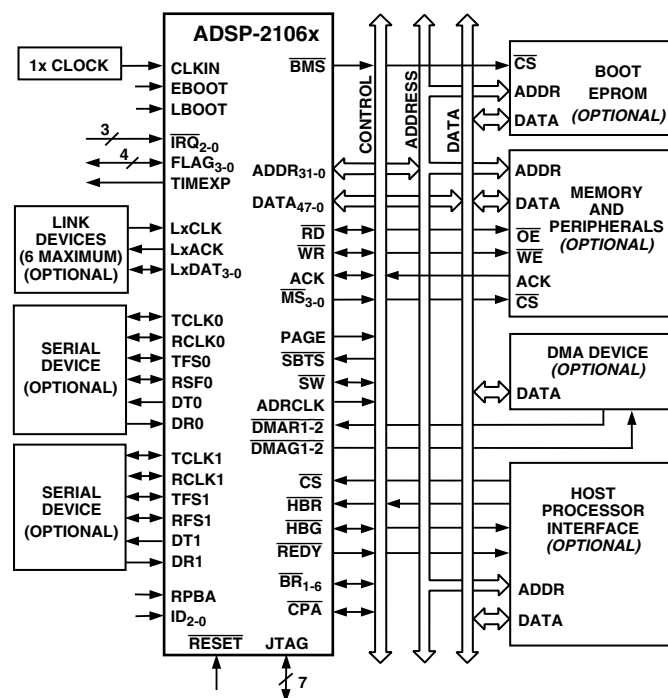 ADSP-2106x
1x CLOCK
CLKIN
EBOOT
LBOOT
3
IRQ2-0
4
FLAG3-0
TIMEXP
LINK
DEVICES
(6 MAXIMUM)
(OPTIONAL)
LxCLK
LxACK
LxDAT3-0
SERIAL
DEVICE
(OPTIONAL)
TCLK0
RCLK0
TFS0
RSF0
DT0
DR0
SERIAL
DEVICE
(OPTIONAL)
TCLK1
RCLK1
TFS1
RFS1
DT1
DR1
RPBA
ID2-0
RESET
JTAG
7
BMS
ADDR31-0
DATA47-0
RD
WR
ACK
MS3-0
PAGE
SBTS
SW
ADRCLK
DMAR1-2
DMAG1-2
CS
HBR
HBG
REDY
BR1-6
CPA
CONTROL
ADDRESS
DATA
CS
BOOT
EPROM
(OPTIONAL)
ADDR
DATA
ADDR
MEMORY
AND
PERIPHERALS
(OPTIONAL)
DATA
OE
WE
ACK
CS
DMA DEVICE
(OPTIONAL)
DATA
HOST
PROCESSOR
INTERFACE
(OPTIONAL)
ADDR
DATA